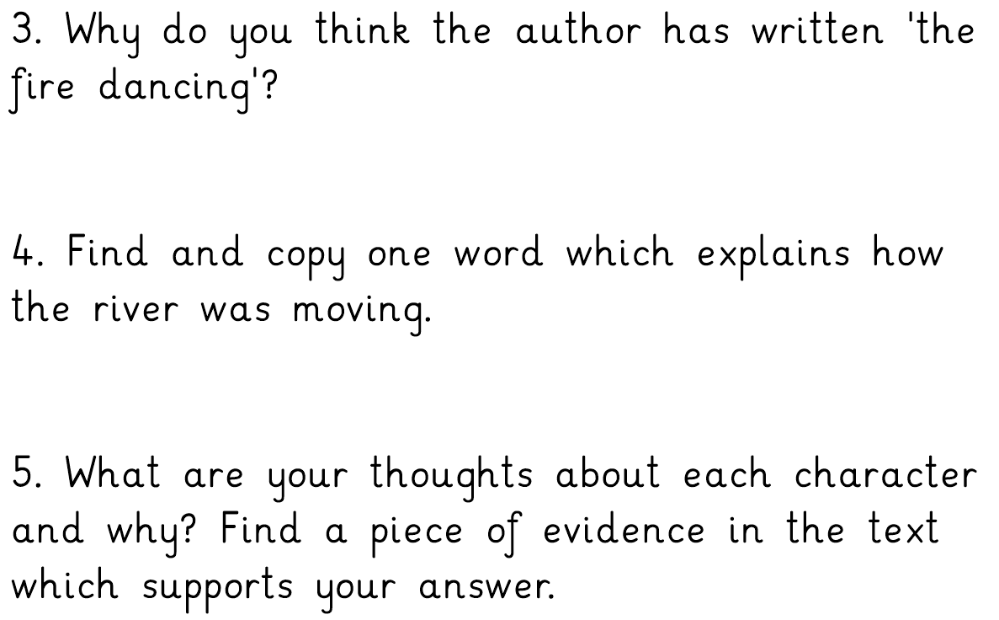 3. Why do you think the author has written 'the
fire dancing'?
4. Find and copy one word which explains how
the river was moving.
5. What are your thoughts about each character
and why? Find a piece of evidence in the text
which supports your answer.